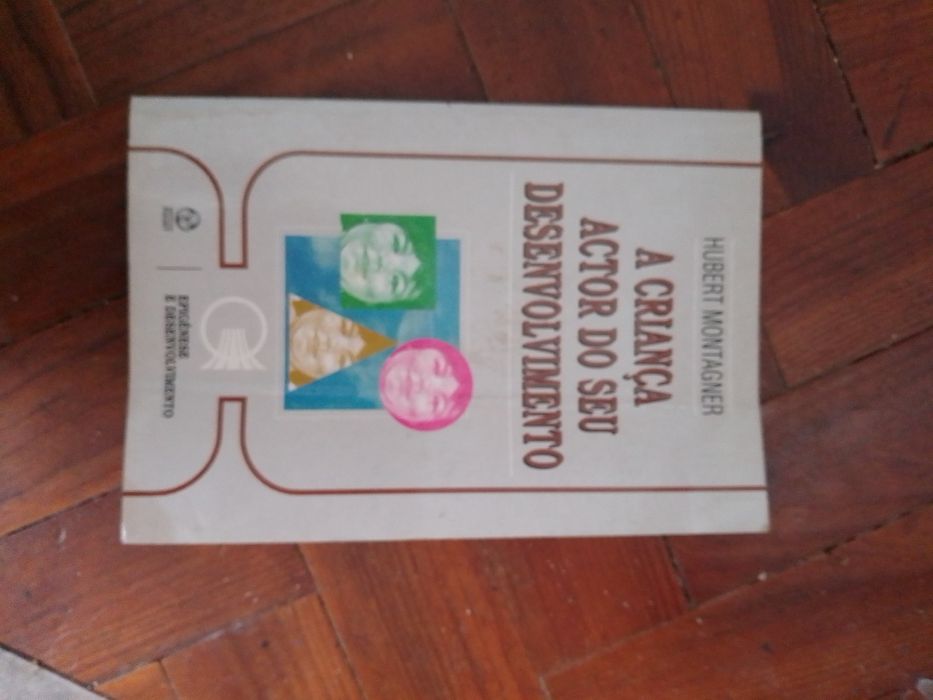 HUBERT MONTAGNER
A CRIANÇA
ACTOR DO SEU
DESENVOLVIMENTO
EPIGÉNESE
E DESENVOLVIMENTO